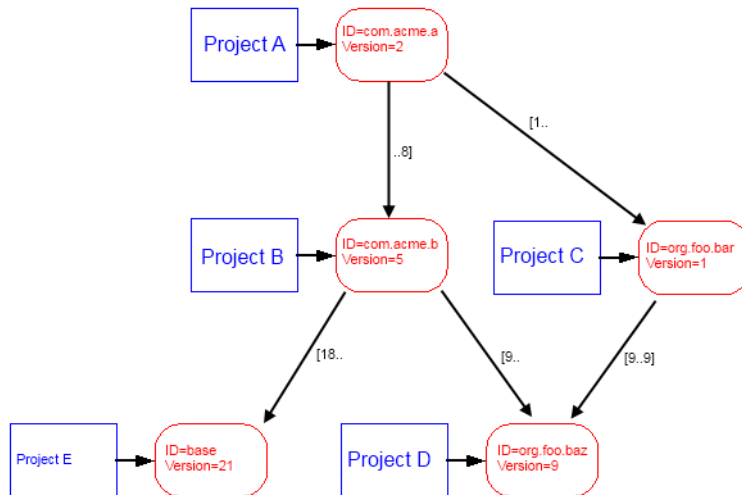 Project A
ID=com.acme.a
Version=2
[1..
..8]
Project B
ID=com.acme.b
Version=5
Project C
ID=org.foo.bar
Version=1
[18..
[9..
[9..9]
Project E
ID=base
Version=21
Project D
ID=org.foo.baz
Version=9